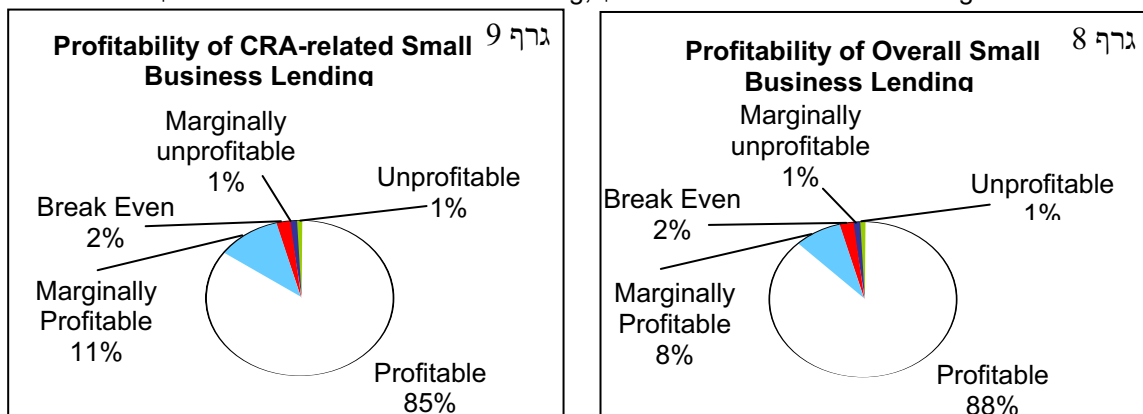 גרף 9
Profitability of CRA-related Small
Business Lending
Marginally
unprofitable
1%
Unprofitable
1%
Break Even
2%
Marginally
Profitable
11%
Profitable
85%
גרף 8
Profitability of Overall Small
Business Lending
Marginally
unprofitable
1%
Unprofitable
1%
Break Even
2%
Marginally
Profitable
8%
Profitable
88%